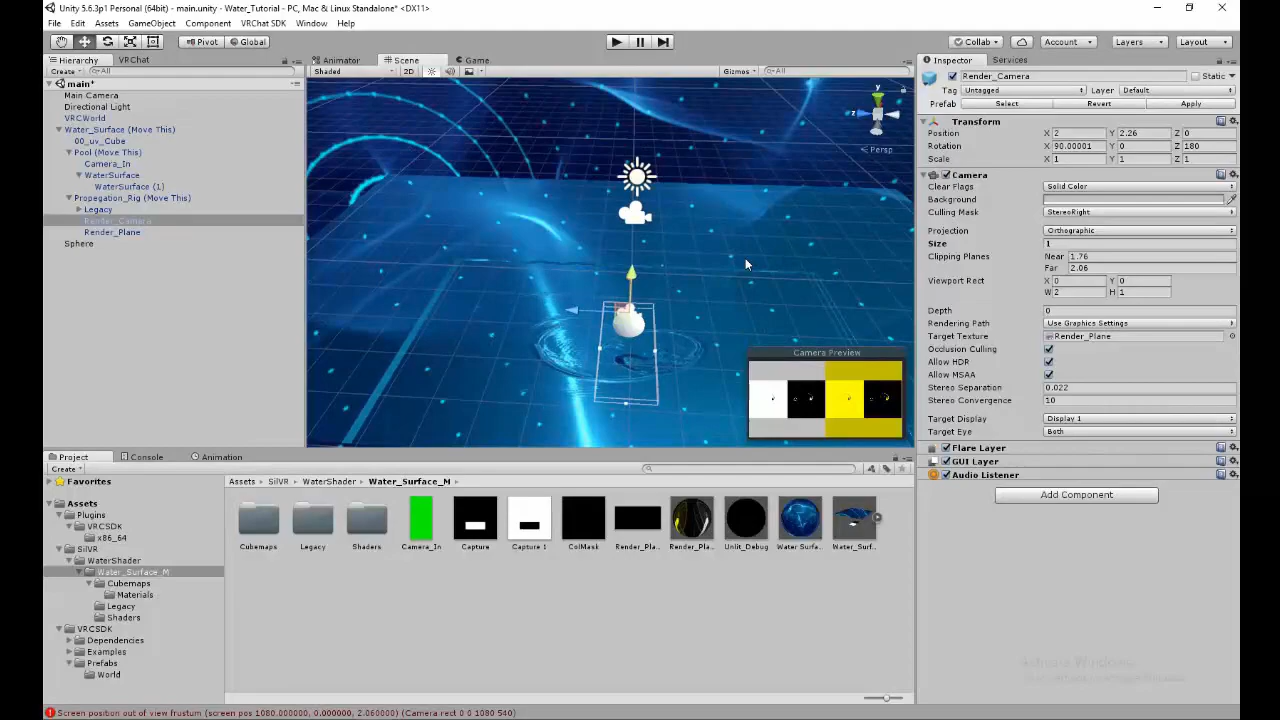 Unity 5.6.3p1 Personal (64bit) - main.unity - Water_Tutorial - PC, Mac & Linux Standalone* <DX11>
File Edit Assets GameObject Component VRChat SDK Window Help
Pivot Global Collab Account Layers Layout
Hierarchy VRChat
Create All
main*
Main Camera
Directional Light
VRCWorld
Water_Surface (Move This)
00_uv_Cube
Pool (Move This)
Camera_In
WaterSurface
WaterSurface (1)
Propegation_Rig (Move This)
Legacy
Render_Camera
Render_Plane
Sphere
Animator Scene Game
Shaded 2D Gizmos All
y
z
Persp
Camera Preview
Inspector Services
Render_Camera Static
Tag Untagged Layer Default
Prefab Select Revert Apply
Transform
Position X 2 Y 2.26 Z 0
Rotation X 90.00001 Y 0 Z 180
Scale X 1 Y 1 Z 1
Camera
Clear Flags Solid Color
Background
Culling Mask StereoRight
Projection Orthographic
Size 1
Clipping Planes Near 1.76
Far 2.06
Viewport Rect X 0 Y 0
W 2 H 1
Depth 0
Rendering Path Use Graphics Settings
Target Texture Render_Plane
Occlusion Culling
Allow HDR
Allow MSAA
Stereo Separation 0.022
Stereo Convergence 10
Target Display Display 1
Target Eye Both
Flare Layer
GUI Layer
Audio Listener
Add Component
Project Console Animation
Create
Favorites
Assets
Plugins
VRCSDK
x86_64
SilVR
WaterShader
Water_Surface_M
Cubemaps
Materials
Legacy
Shaders
VRCSDK
Dependencies
Examples
Prefabs
World
Assets SilVR WaterShader Water_Surface_M
Cubemaps Legacy Shaders Camera_In Capture Capture 1 ColMask Render_Pla... Render_Pla... Unlit_Debug Water Surfa... Water_Surf...
Activate Windows
Screen position out of view frustum (screen pos 1080.000000, 0.000000, 2.060000) (Camera rect 0 0 1080 540)